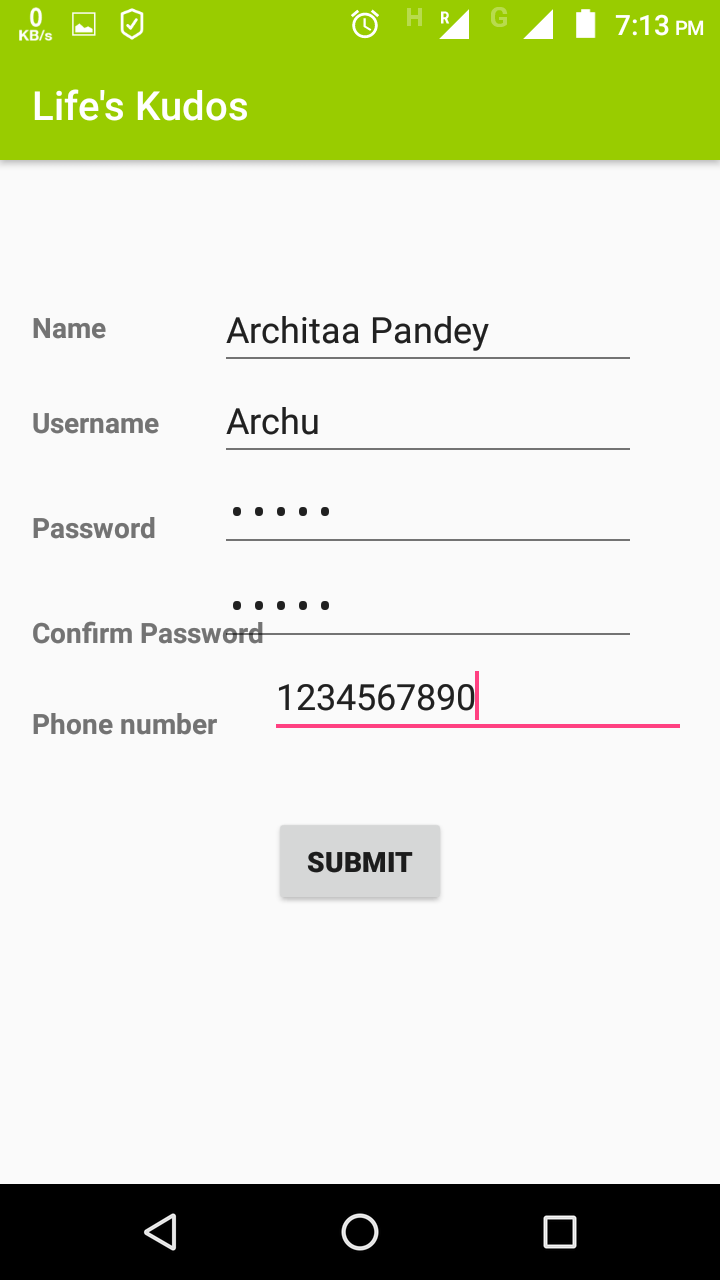 0 KB/s H R G 7:13 PM
Life's Kudos
Name Architaa Pandey
Username Archu
Password •••••
Confirm Password •••••
Phone number 1234567890
SUBMIT